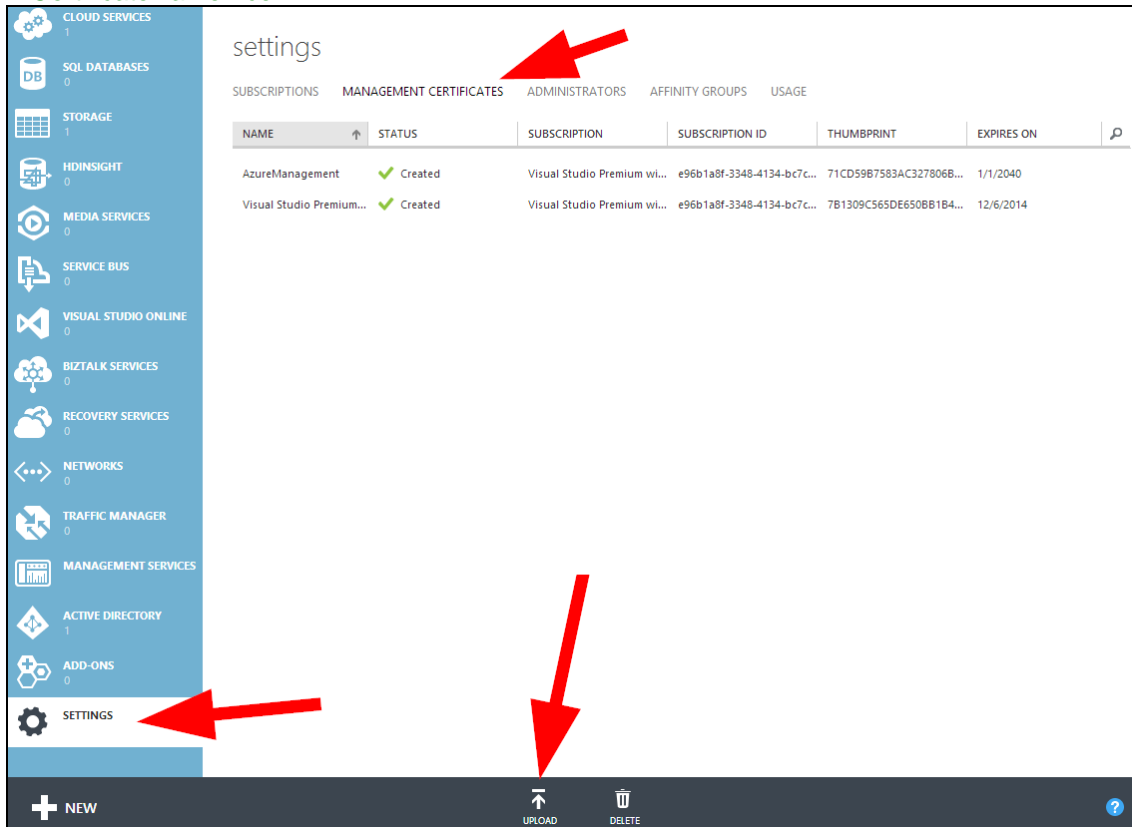 CLOUD SERVICES
1
SQL DATABASES
0
STORAGE
1
HDINSIGHT
0
MEDIA SERVICES
0
SERVICE BUS
0
VISUAL STUDIO ONLINE
0
BIZTALK SERVICES
0
RECOVERY SERVICES
0
NETWORKS
0
TRAFFIC MANAGER
0
MANAGEMENT SERVICES
ACTIVE DIRECTORY
1
ADD-ONS
0
SETTINGS
DB
settings
SUBSCRIPTIONS MANAGEMENT CERTIFICATES ADMINISTRATORS AFFINITY GROUPS USAGE
NAME STATUS SUBSCRIPTION SUBSCRIPTION ID THUMBPRINT EXPIRES ON
AzureManagement Created Visual Studio Premium wi... e96b1a8f-3348-4134-bc7c... 71CD59B7583AC327806B... 1/1/2040
Visual Studio Premium... Created Visual Studio Premium wi... e96b1a8f-3348-4134-bc7c... 7B1309C565DE650BB1B4... 12/6/2014
NEW
UPLOAD DELETE
?